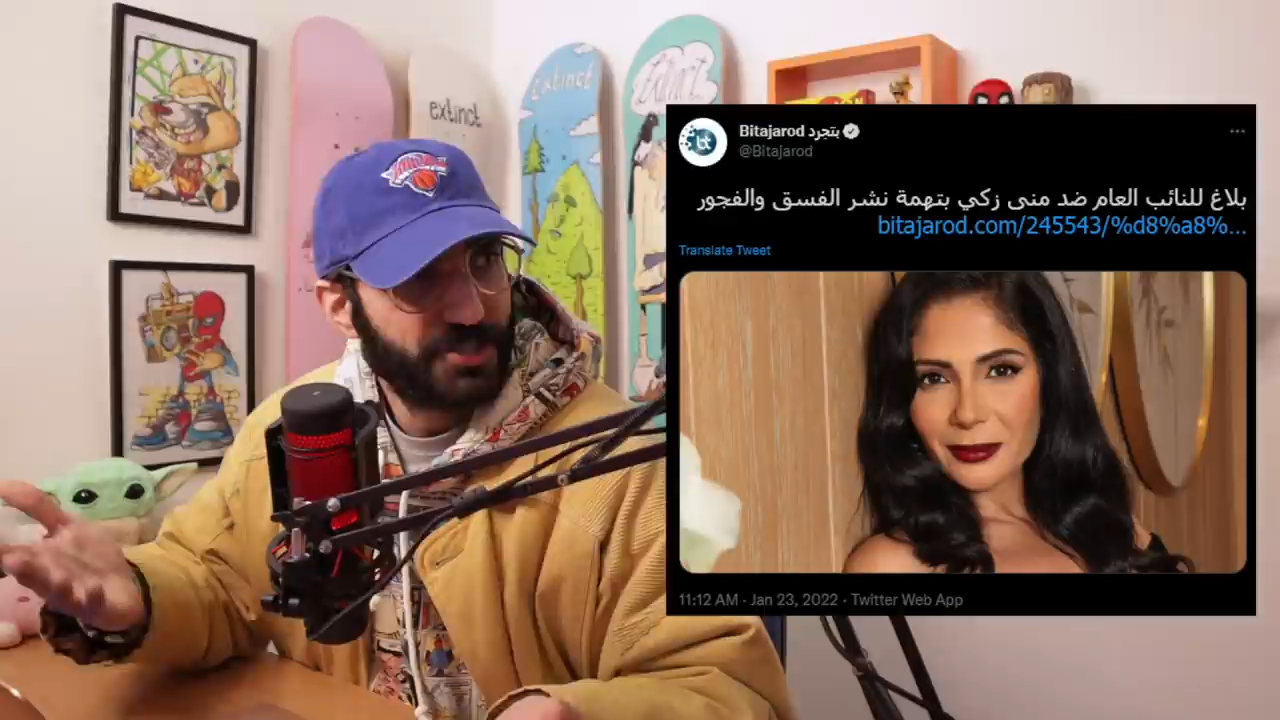 extinct
extinct
Extinct
بتجرد Bitajarod
@Bitajarod
بلاغ للنائب العام ضد منى زكي بتهمة نشر الفسق والفجور
bitajarod.com/245543/%d8%a8%...
Translate Tweet
11:12 AM · Jan 23, 2022 · Twitter Web App